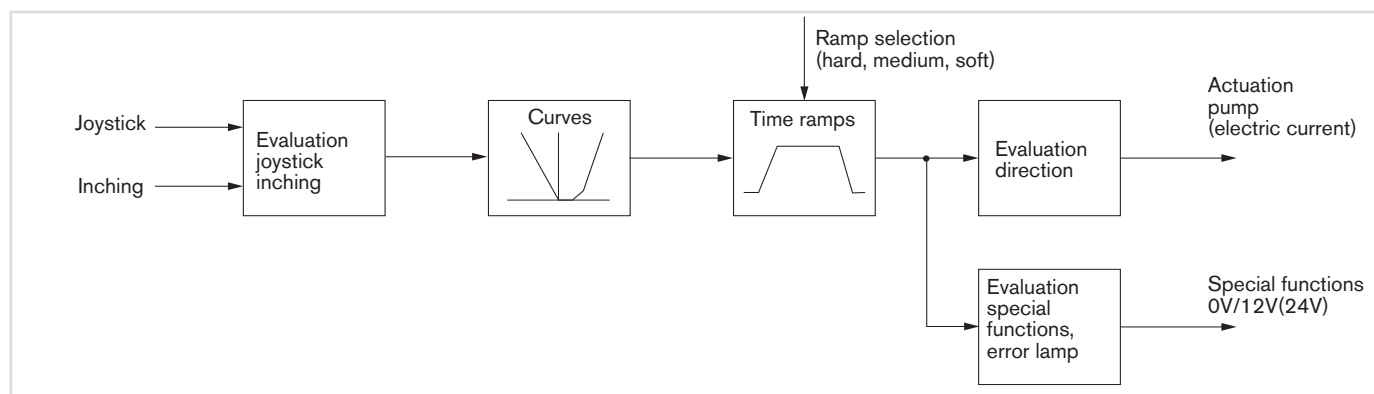 Ramp selection
(hard, medium, soft)
Joystick
Inching
Evaluation
joystick
inching
Curves
Time ramps
Evaluation
direction
Actuation
pump
(electric current)
Evaluation
special
functions,
error lamp
Special functions
0V/12V(24V)